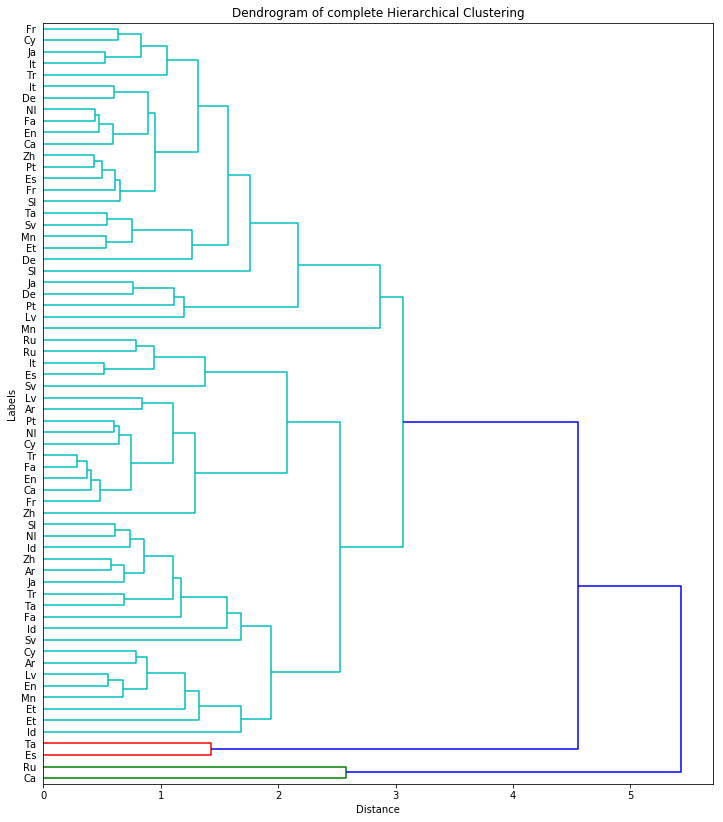 Dendrogram of complete Hierarchical Clustering
Fr
Cy
Ja
It
Tr
It
De
Nl
Fa
En
Ca
Zh
Pt
Es
Fr
Sl
Ta
Sv
Mn
Et
De
Sl
Ja
De
Pt
Lv
Mn
Ru
Ru
It
Es
Sv
Lv
Ar
Pt
Nl
Cy
Tr
Fa
En
Ca
Fr
Zh
Sl
Nl
Id
Zh
Ar
Ja
Tr
Ta
Fa
Id
Sv
Cy
Ar
Lv
En
Mn
Et
Et
Id
Ta
Es
Ru
Ca
Labels
0 1 2 3 4 5
Distance